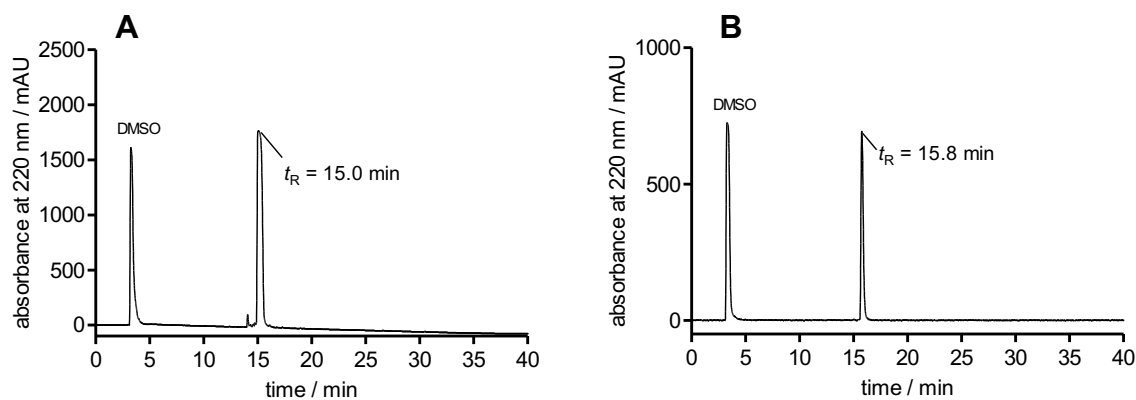 A
absorbance at 220 nm / mAU
2500
2000
1500
1000
500
0
DMSO
tR = 15.0 min
0 5 10 15 20 25 30 35 40
time / min
B
absorbance at 220 nm / mAU
1000
500
0
DMSO
tR = 15.8 min
0 5 10 15 20 25 30 35 40
time / min